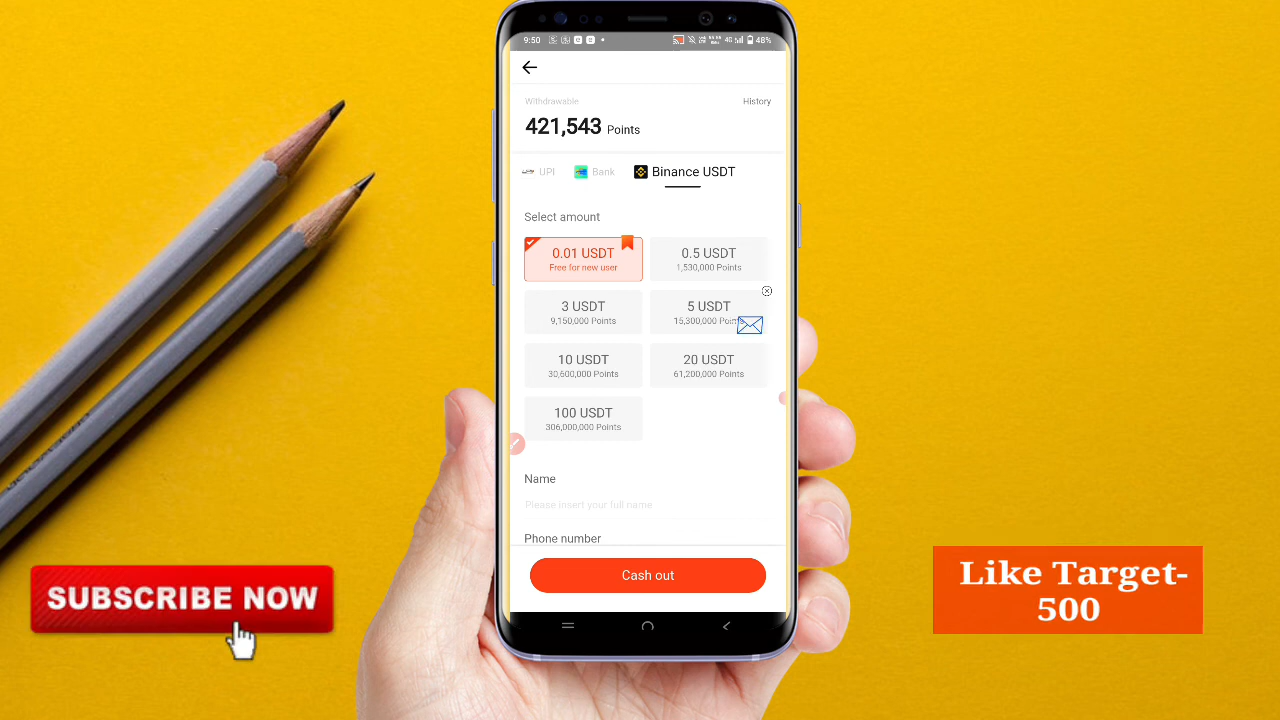 9:50
48%
Withdrawable
History
421,543 Points
UPI
Bank
Binance USDT
Select amount
0.01 USDT
Free for new user
0.5 USDT
1,530,000 Points
3 USDT
9,150,000 Points
5 USDT
15,300,000 Points
10 USDT
30,600,000 Points
20 USDT
61,200,000 Points
100 USDT
306,000,000 Points
Name
Please insert your full name
Phone number
Cash out
SUBSCRIBE NOW
Like Target-
500